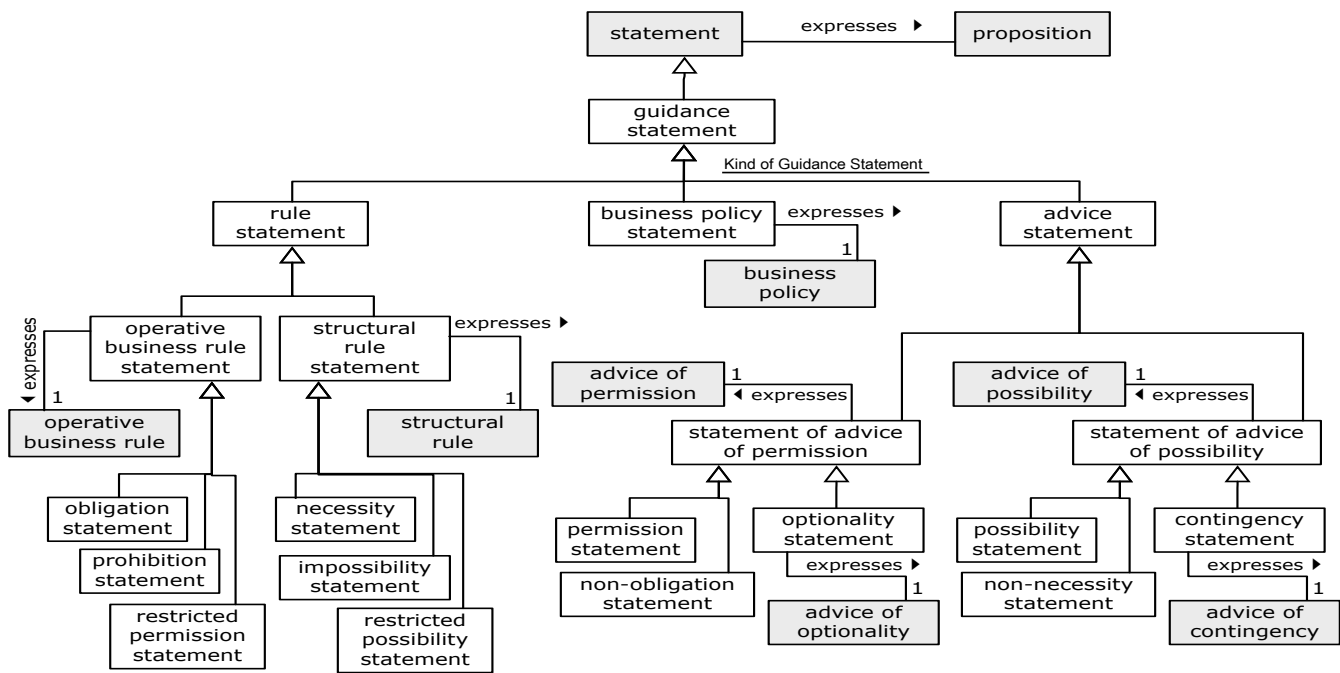 statement
expresses ►
proposition
guidance
statement
Kind of Guidance Statement
rule
statement
business policy
statement
expresses ►
1
business
policy
advice
statement
operative
business rule
statement
◄ expresses
1
operative
business rule
structural
rule
statement
expresses ►
1
structural
rule
advice of
permission
1
◄ expresses
statement of advice
of permission
advice of
possibility
1
◄ expresses
statement of advice
of possibility
obligation
statement
prohibition
statement
restricted
permission
statement
necessity
statement
impossibility
statement
restricted
possibility
statement
permission
statement
non-obligation
statement
optionality
statement
expresses ►
1
advice of
optionality
possibility
statement
non-necessity
statement
contingency
statement
expresses ►
1
advice of
contingency